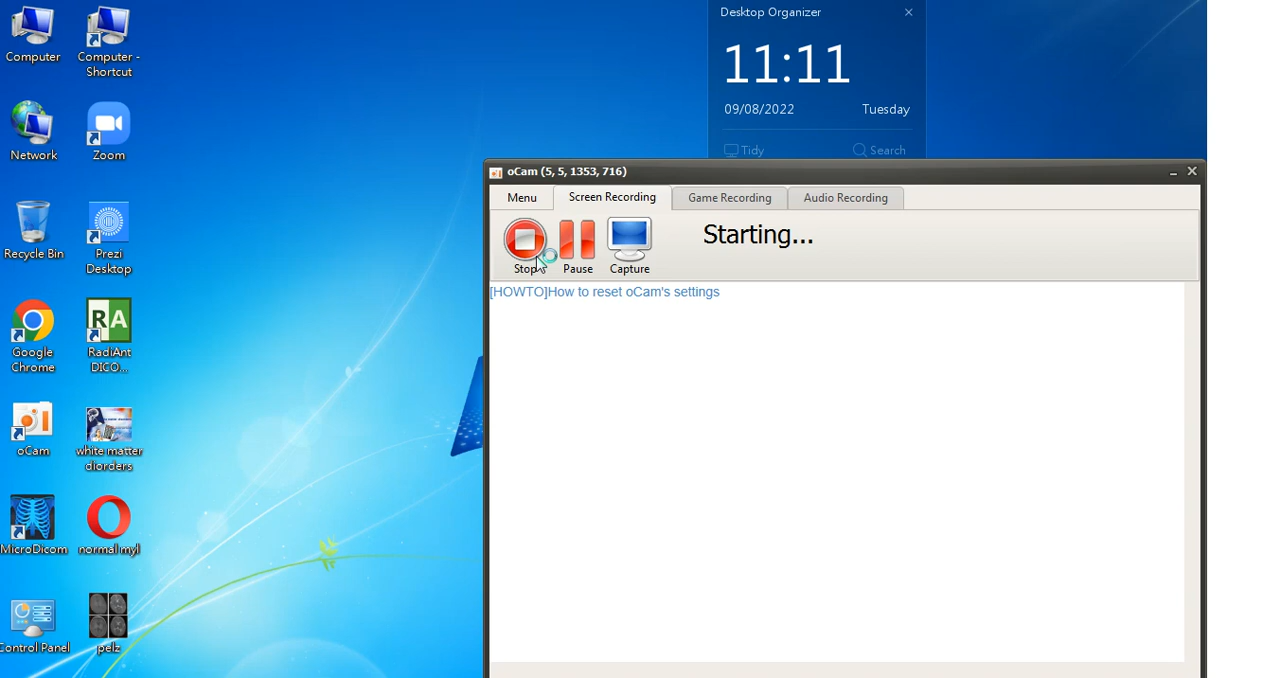 Computer
Computer -
Shortcut
Network
Zoom
Recycle Bin
Prezi
Desktop
Google
Chrome
RA
RadiAnt
DICO...
oCam
white matter
diorders
MicroDicom
normal myl
Control Panel
pelz
Desktop Organizer
11:11
09/08/2022
Tuesday
Tidy
Search
oCam (5, 5, 1353, 716)
Menu
Screen Recording
Game Recording
Audio Recording
Starting...
Stop
Pause
Capture
[HOWTO]How to reset oCam's settings